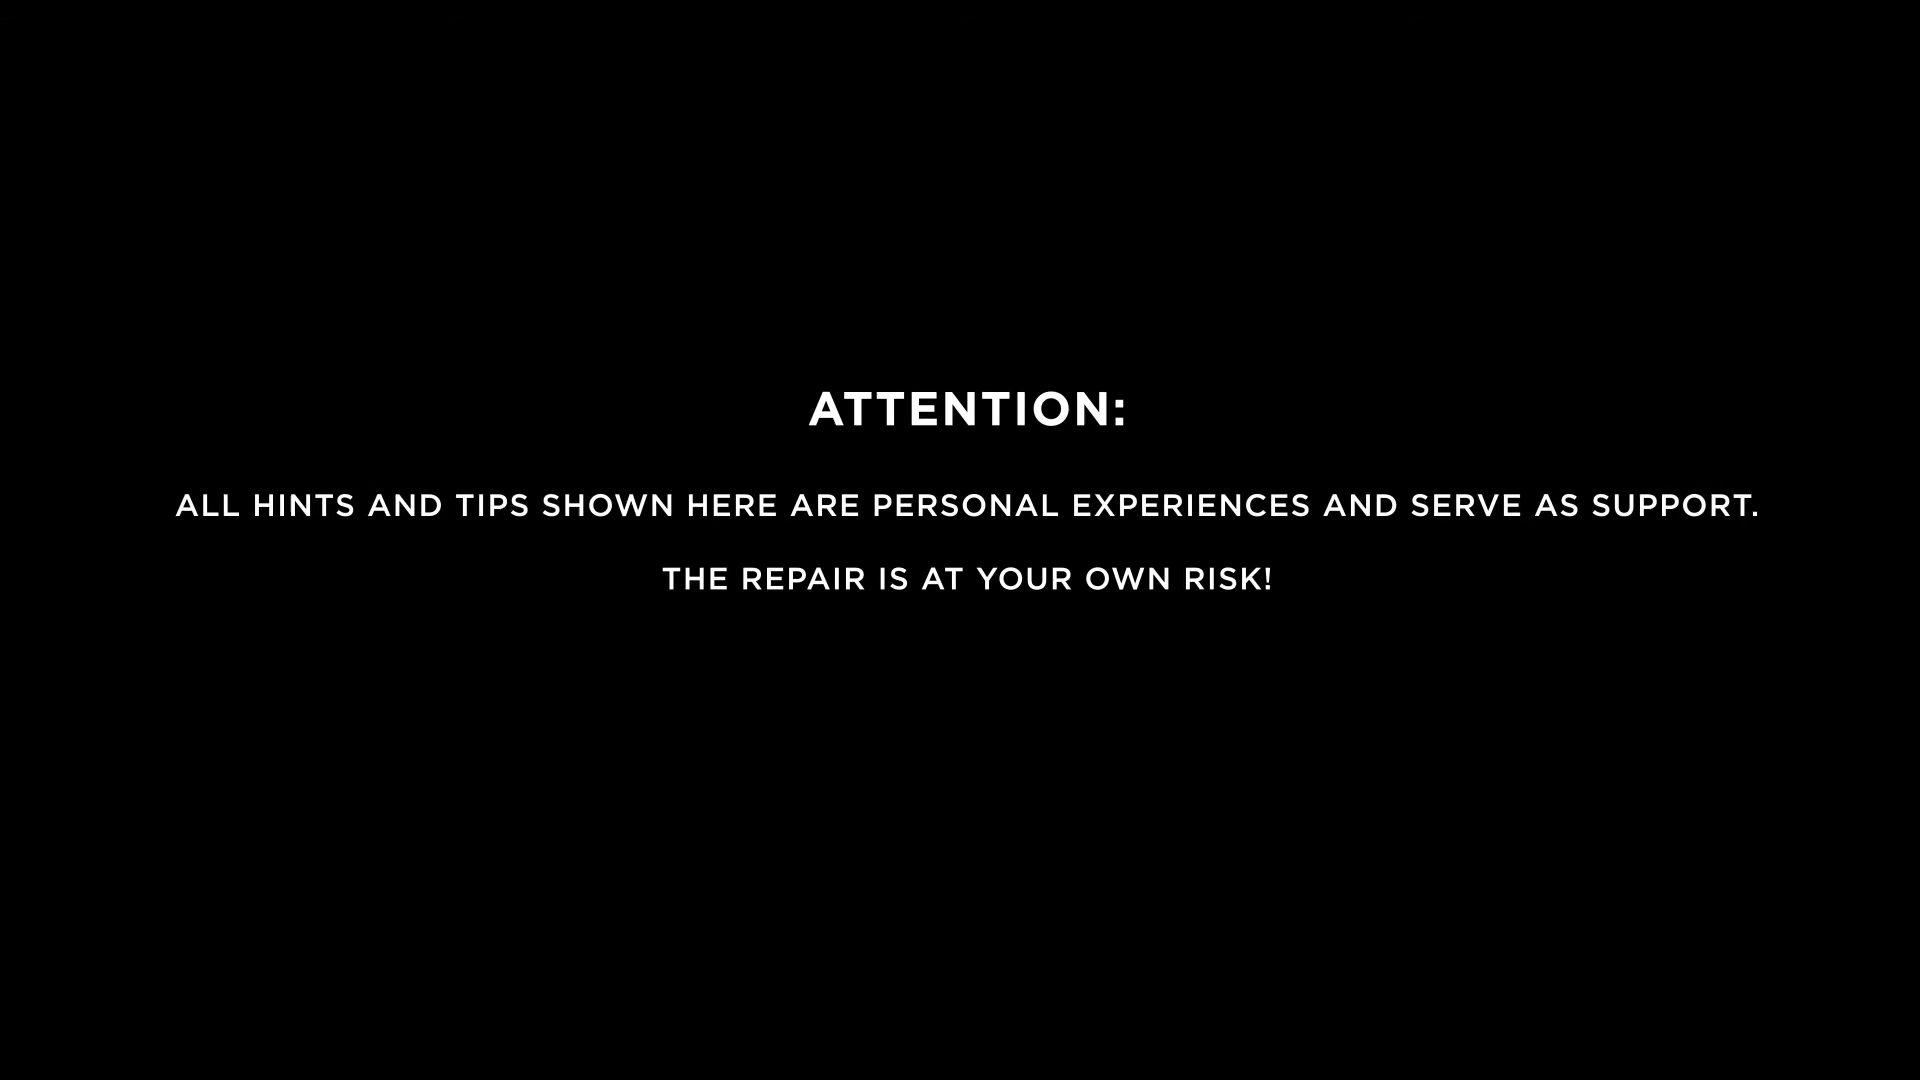 ATTENTION:
ALL HINTS AND TIPS SHOWN HERE ARE PERSONAL EXPERIENCES AND SERVE AS SUPPORT.
THE REPAIR IS AT YOUR OWN RISK!